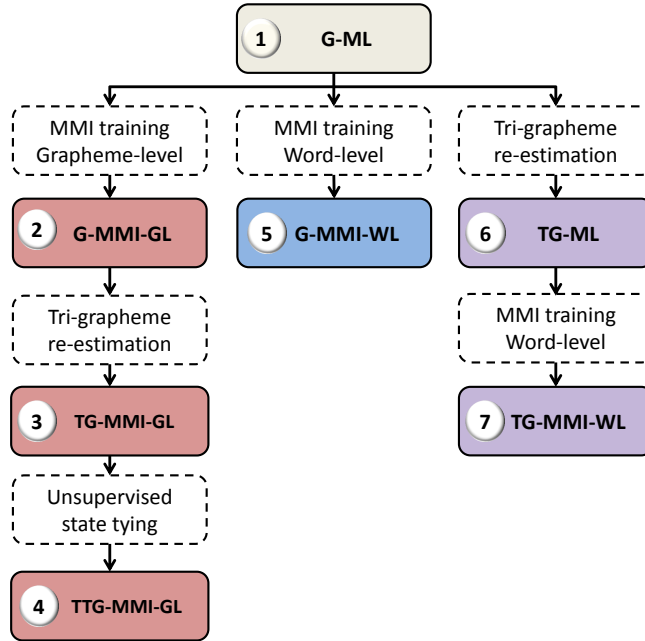 1 G-ML
MMI training
Grapheme-level
MMI training
Word-level
Tri-grapheme
re-estimation
2 G-MMI-GL
5 G-MMI-WL
6 TG-ML
Tri-grapheme
re-estimation
MMI training
Word-level
3 TG-MMI-GL
7 TG-MMI-WL
Unsupervised
state tying
4 TTG-MMI-GL